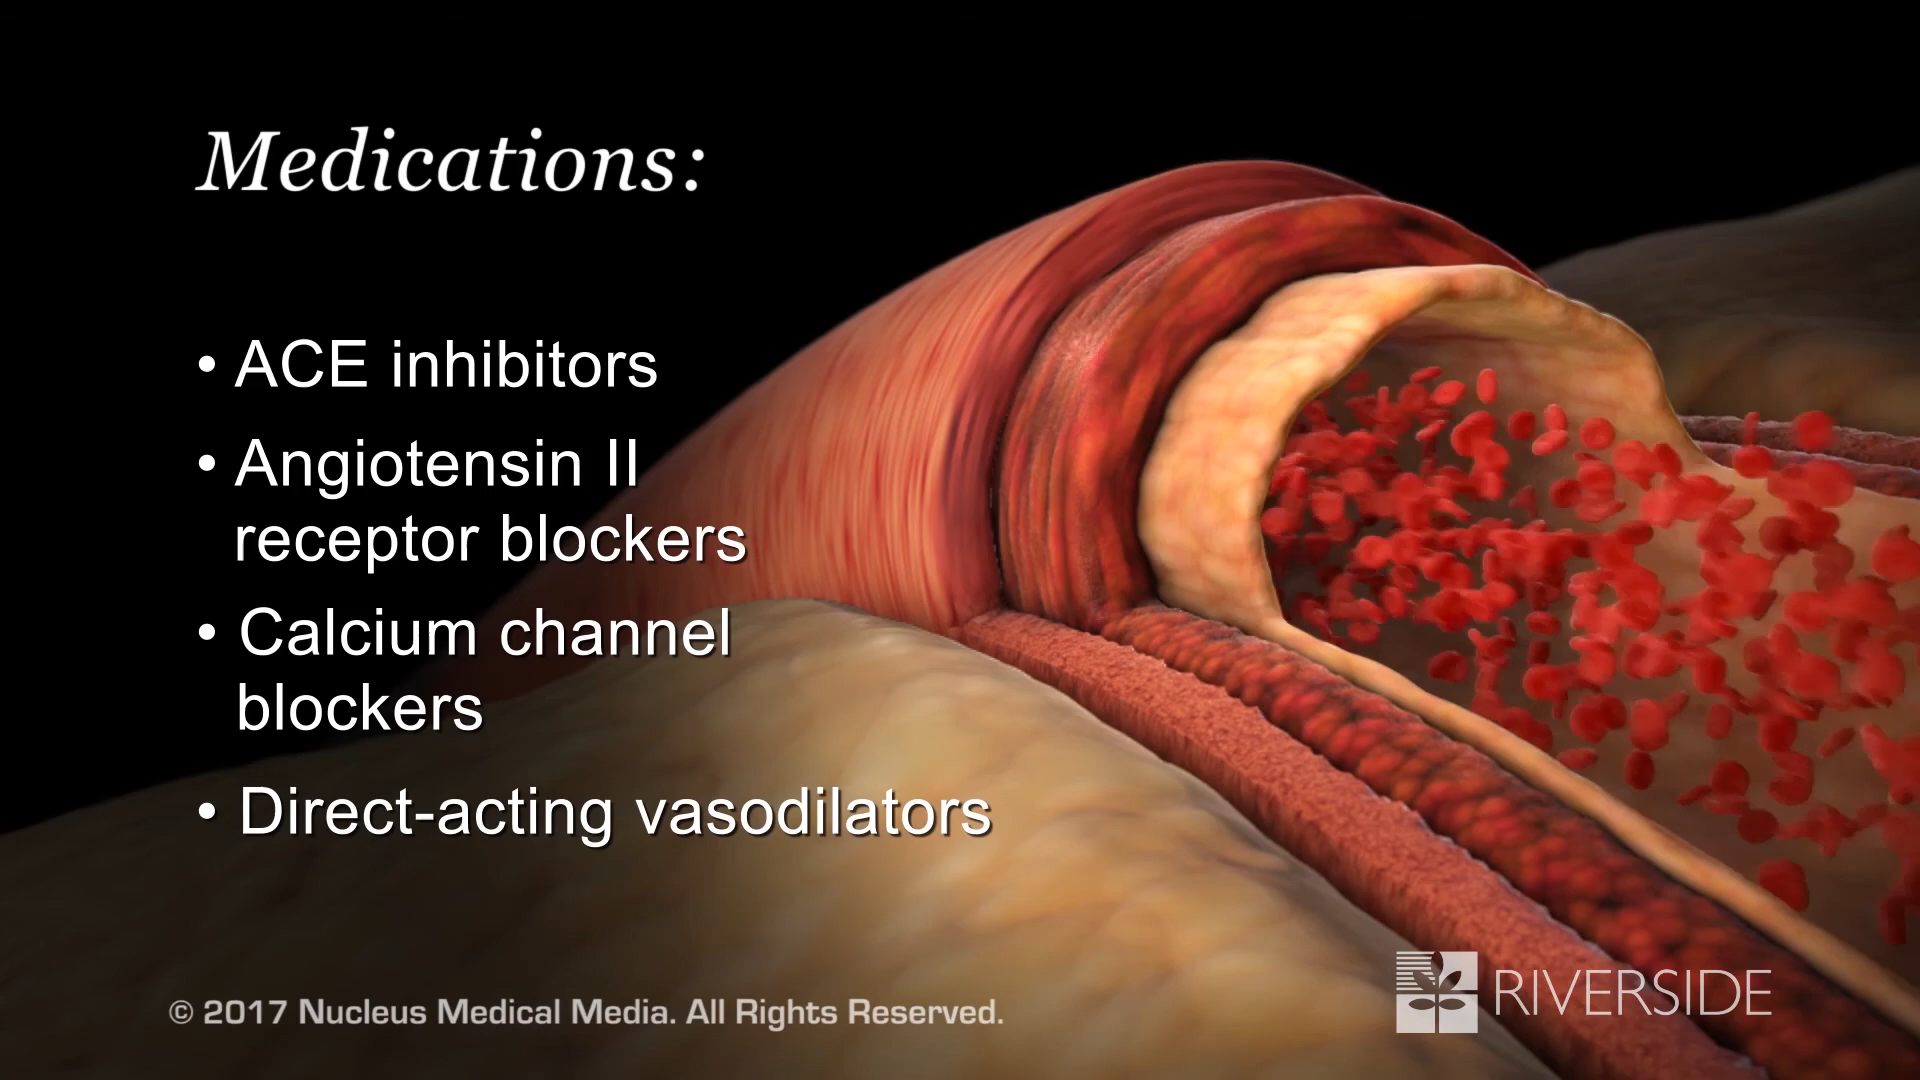 Medications:
• ACE inhibitors
• Angiotensin II
receptor blockers
• Calcium channel
blockers
• Direct-acting vasodilators
© 2017 Nucleus Medical Media. All Rights Reserved.
RIVERSIDE